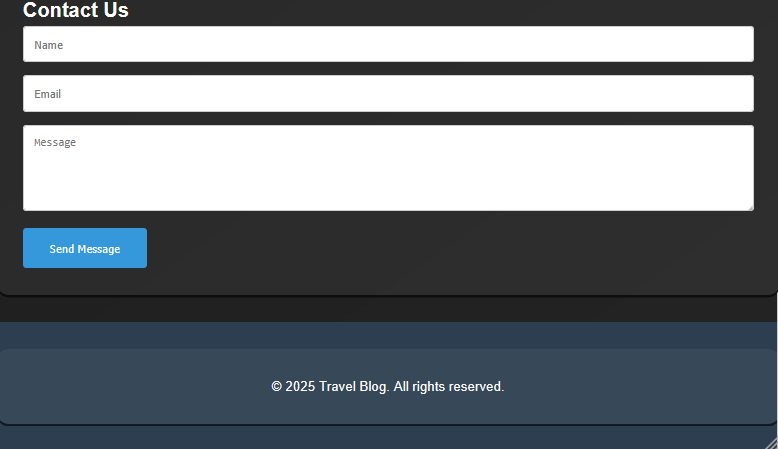 Contact Us
Name
Email
Message
Send Message
© 2025 Travel Blog. All rights reserved.